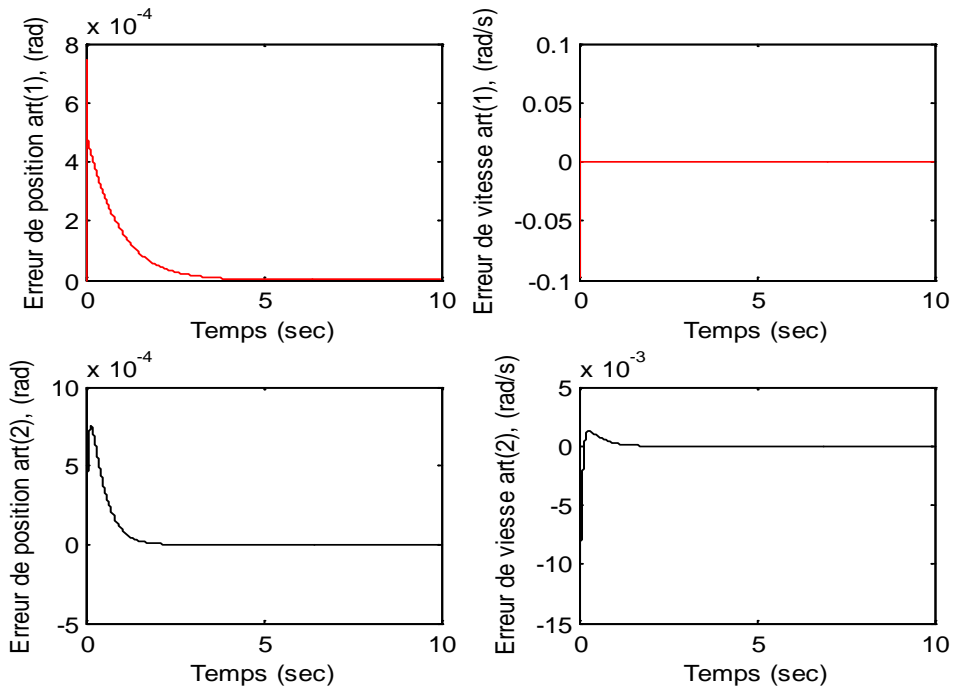 x 10⁻⁴
8
6
4
2
0
0
5
10
Erreur de position art(1), (rad)
Temps (sec)
0.1
0.05
0
-0.05
-0.1
0
5
10
Erreur de vitesse art(1), (rad/s)
Temps (sec)
x 10⁻⁴
10
5
0
-5
0
5
10
Erreur de position art(2), (rad)
Temps (sec)
x 10⁻³
5
0
-5
-10
-15
0
5
10
Erreur de viesse art(2), (rad/s)
Temps (sec)